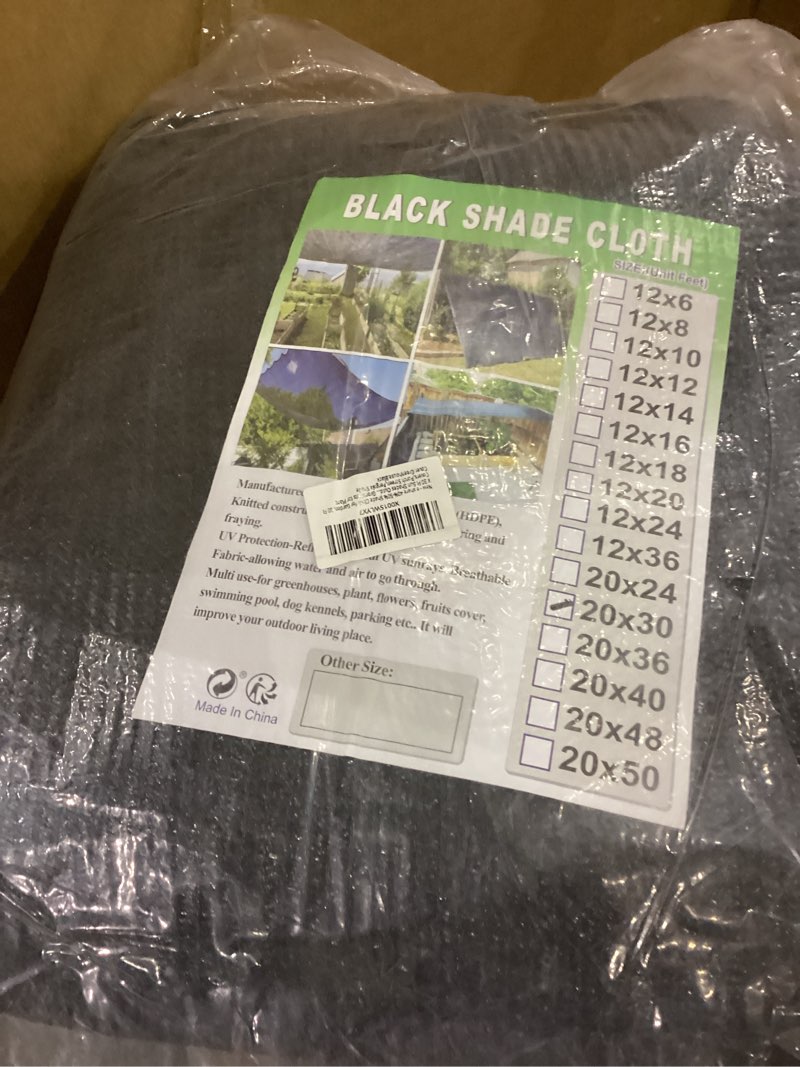 BLACK SHADE CLOTH
SIZE:(Unit Feet)
12x6
12x8
12x10
12x12
12x14
12x16
12x18
12x20
12x24
12x36
20x24
20x30
20x36
20x40
20x48
20x50
Manufacture
(HDPE),
Knitted constru
ring and
fraying.
UV Protection-Ref
UV sunrays. Breathable
Fabric-allowing water and air to go through.
Multi use-for greenhouses, plant, flowers, fruits cover,
swimming pool, dog kennels, parking etc.. It will
improve your outdoor living place.
Other Size:
®
Made In China